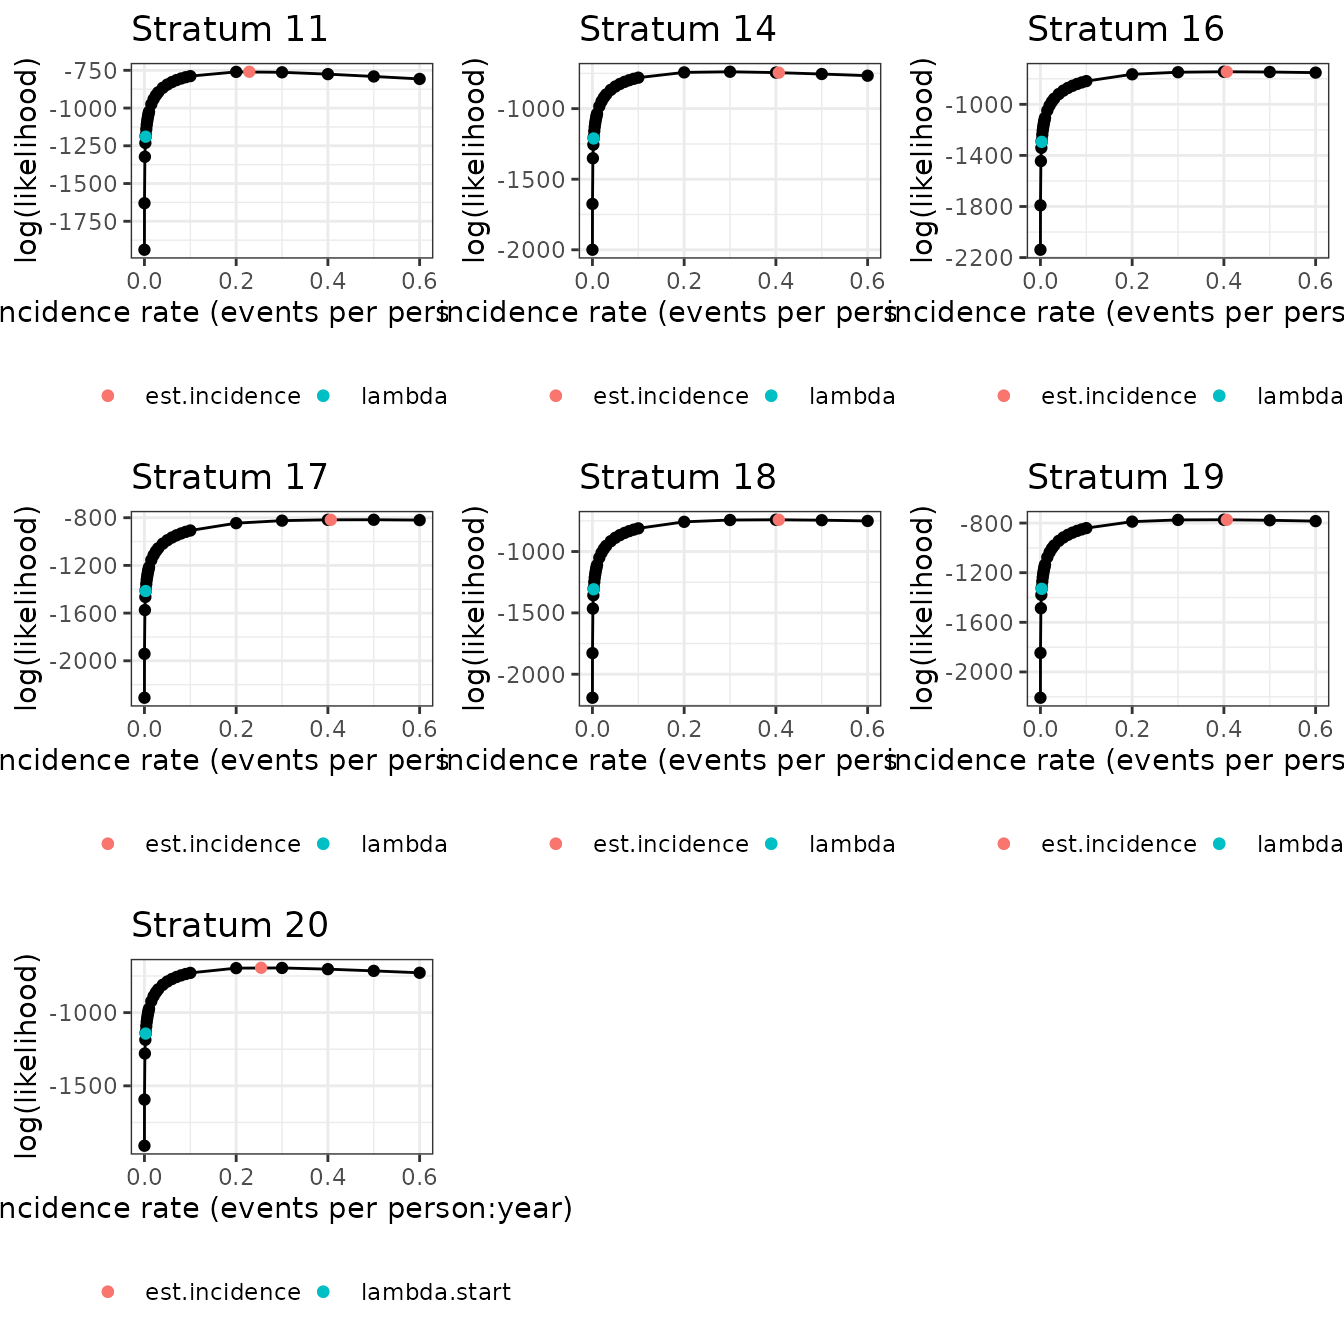 Stratum 11
Stratum 14
Stratum 16
log(likelihood)
-750
-1000
-1250
-1500
-1750
0.0 0.2 0.4 0.6
log(likelihood)
-1000
-1500
-2000
0.0 0.2 0.4 0.6
log(likelihood)
-1000
-1400
-1800
-2200
0.0 0.2 0.4 0.6
ncidence rate (events per pers
incidence rate (events per pers
incidence rate (events per pers
est.incidence lambda
est.incidence lambda
est.incidence lambda
Stratum 17
Stratum 18
Stratum 19
log(likelihood)
-800
-1200
-1600
-2000
0.0 0.2 0.4 0.6
log(likelihood)
-1000
-1500
-2000
0.0 0.2 0.4 0.6
log(likelihood)
-800
-1200
-1600
-2000
0.0 0.2 0.4 0.6
ncidence rate (events per pers
incidence rate (events per pers
incidence rate (events per pers
est.incidence lambda
est.incidence lambda
est.incidence lambda
Stratum 20
log(likelihood)
-1000
-1500
0.0 0.2 0.4 0.6
ncidence rate (events per person:year)
est.incidence lambda.start